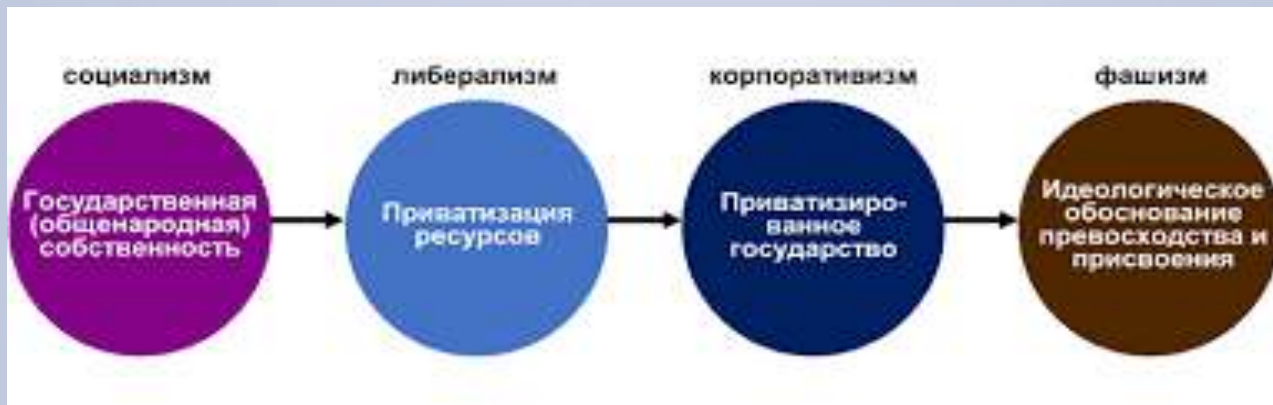 социализм
Государственная
(общенародная)
собственность
либерализм
Приватизация
ресурсов
корпоративизм
Приватизиро-
ванное
государство
фашизм
Идеологическое
обоснование
превосходства и
присвоения